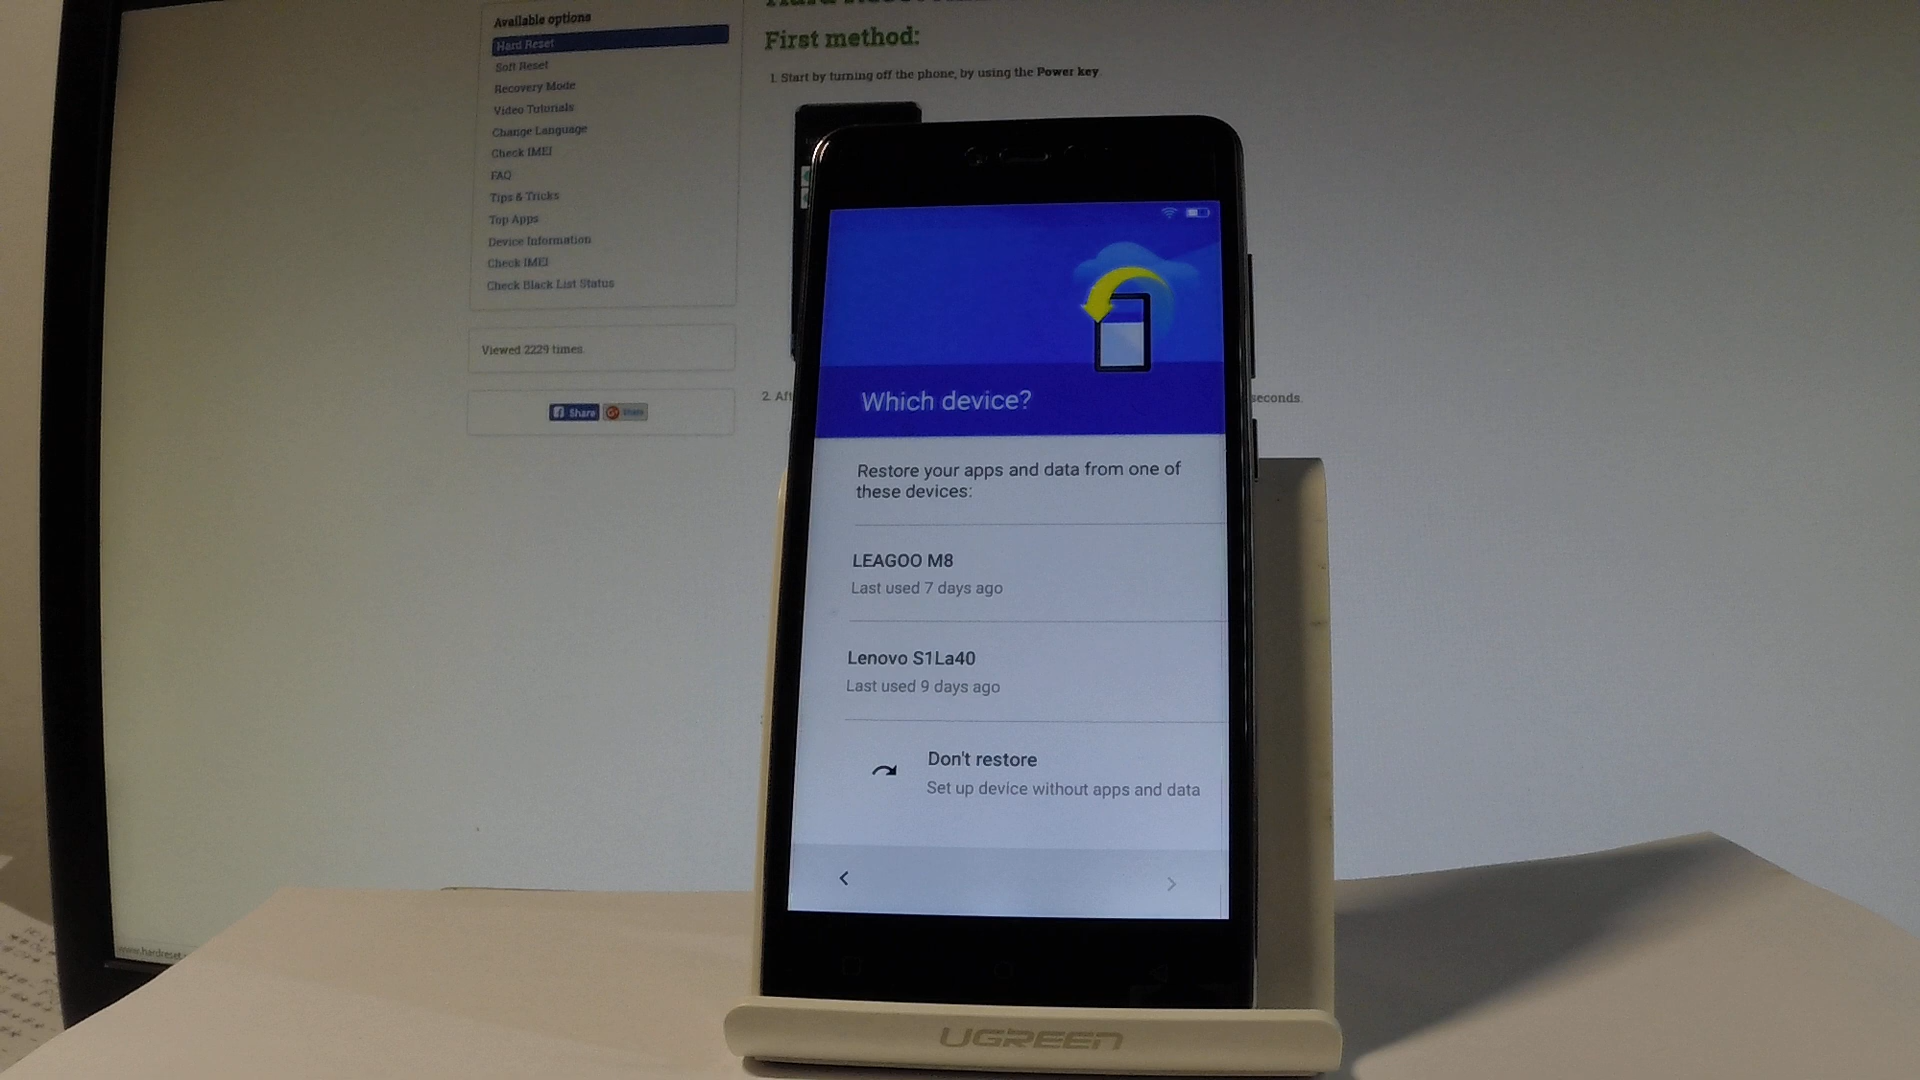 Available options
Hard Reset
Soft Reset
Recovery Mode
Video Tutorials
Change Language
Check IMEI
FAQ
Tips & Tricks
Top Apps
Device Information
Check IMEI
Check Black List Status
Viewed 2229 times.
Share
Share
First method:
1. Start by turning off the phone, by using the Power key.
2. Aft
seconds.
www.hardreset.
Which device?
Restore your apps and data from one of
these devices:
LEAGOO M8
Last used 7 days ago
Lenovo S1La40
Last used 9 days ago
Don't restore
Set up device without apps and data
UGREEN